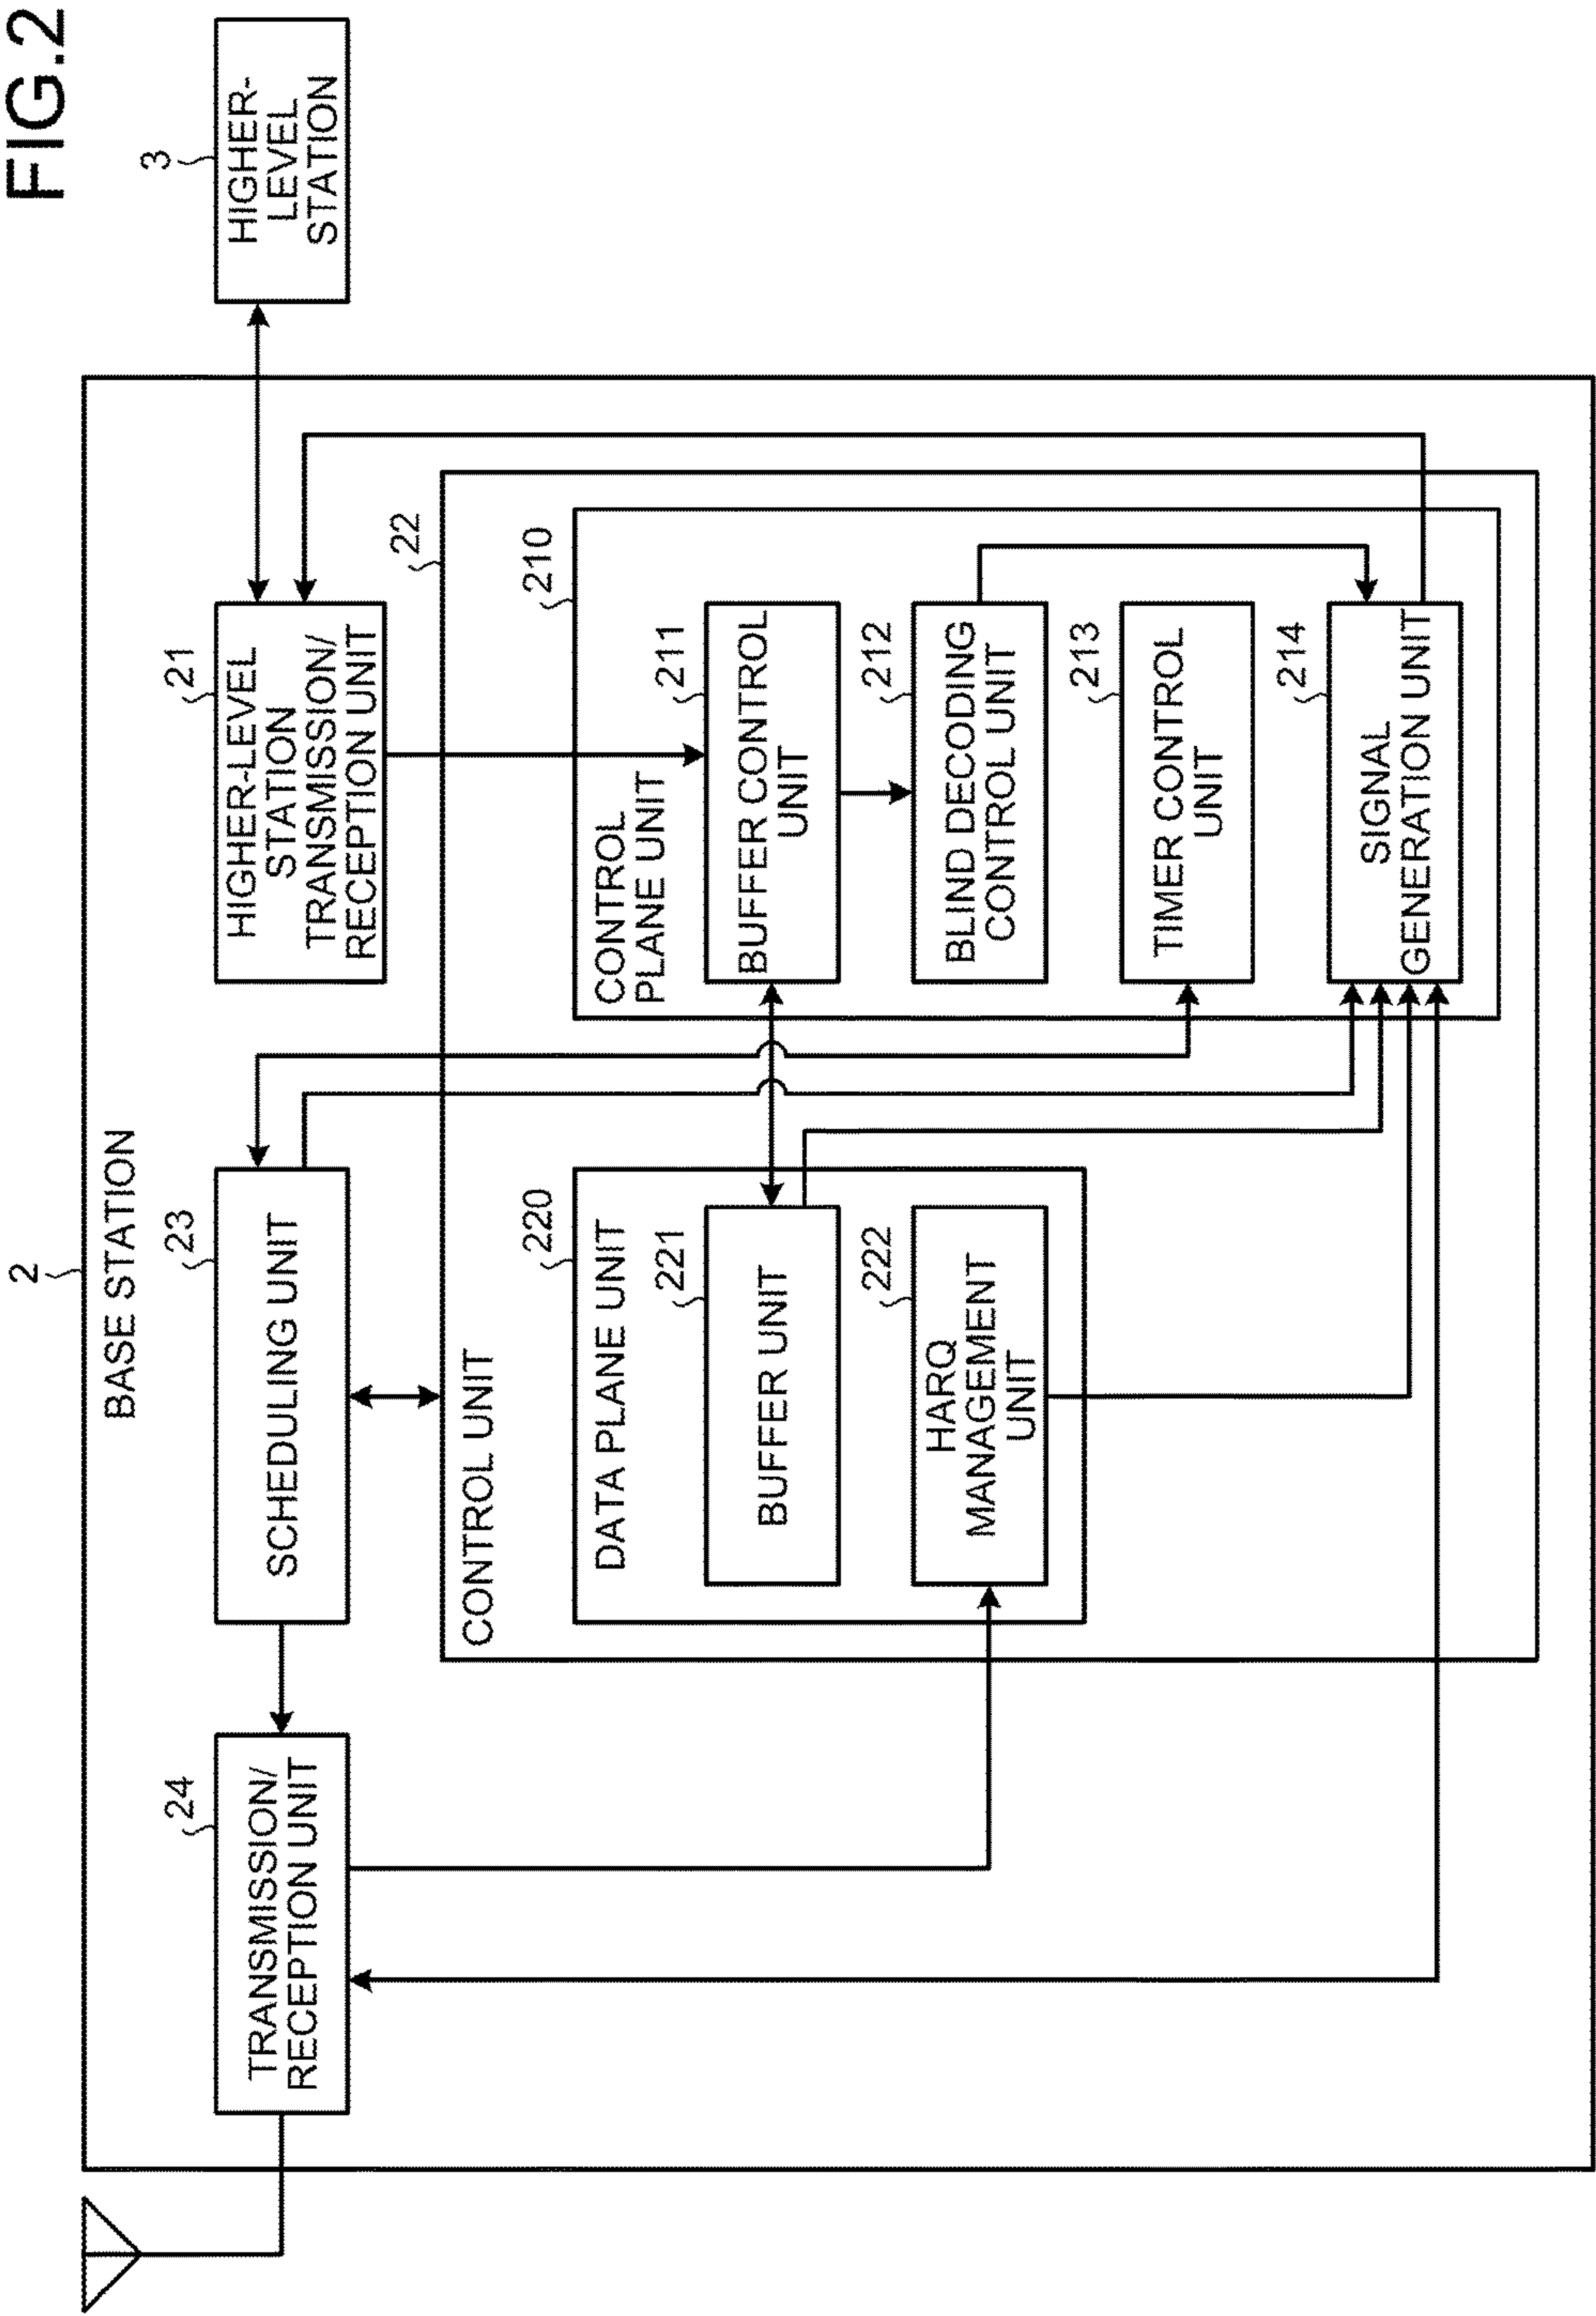 FIG.2
2
BASE STATION
24
TRANSMISSION/
RECEPTION UNIT
23
SCHEDULING UNIT
21
HIGHER-LEVEL
STATION
TRANSMISSION/
RECEPTION UNIT
3
HIGHER-
LEVEL
STATION
22
CONTROL UNIT
220
DATA PLANE UNIT
221
BUFFER UNIT
222
HARQ
MANAGEMENT
UNIT
210
CONTROL
PLANE UNIT
211
BUFFER CONTROL
UNIT
212
BLIND DECODING
CONTROL UNIT
213
TIMER CONTROL
UNIT
214
SIGNAL
GENERATION UNIT